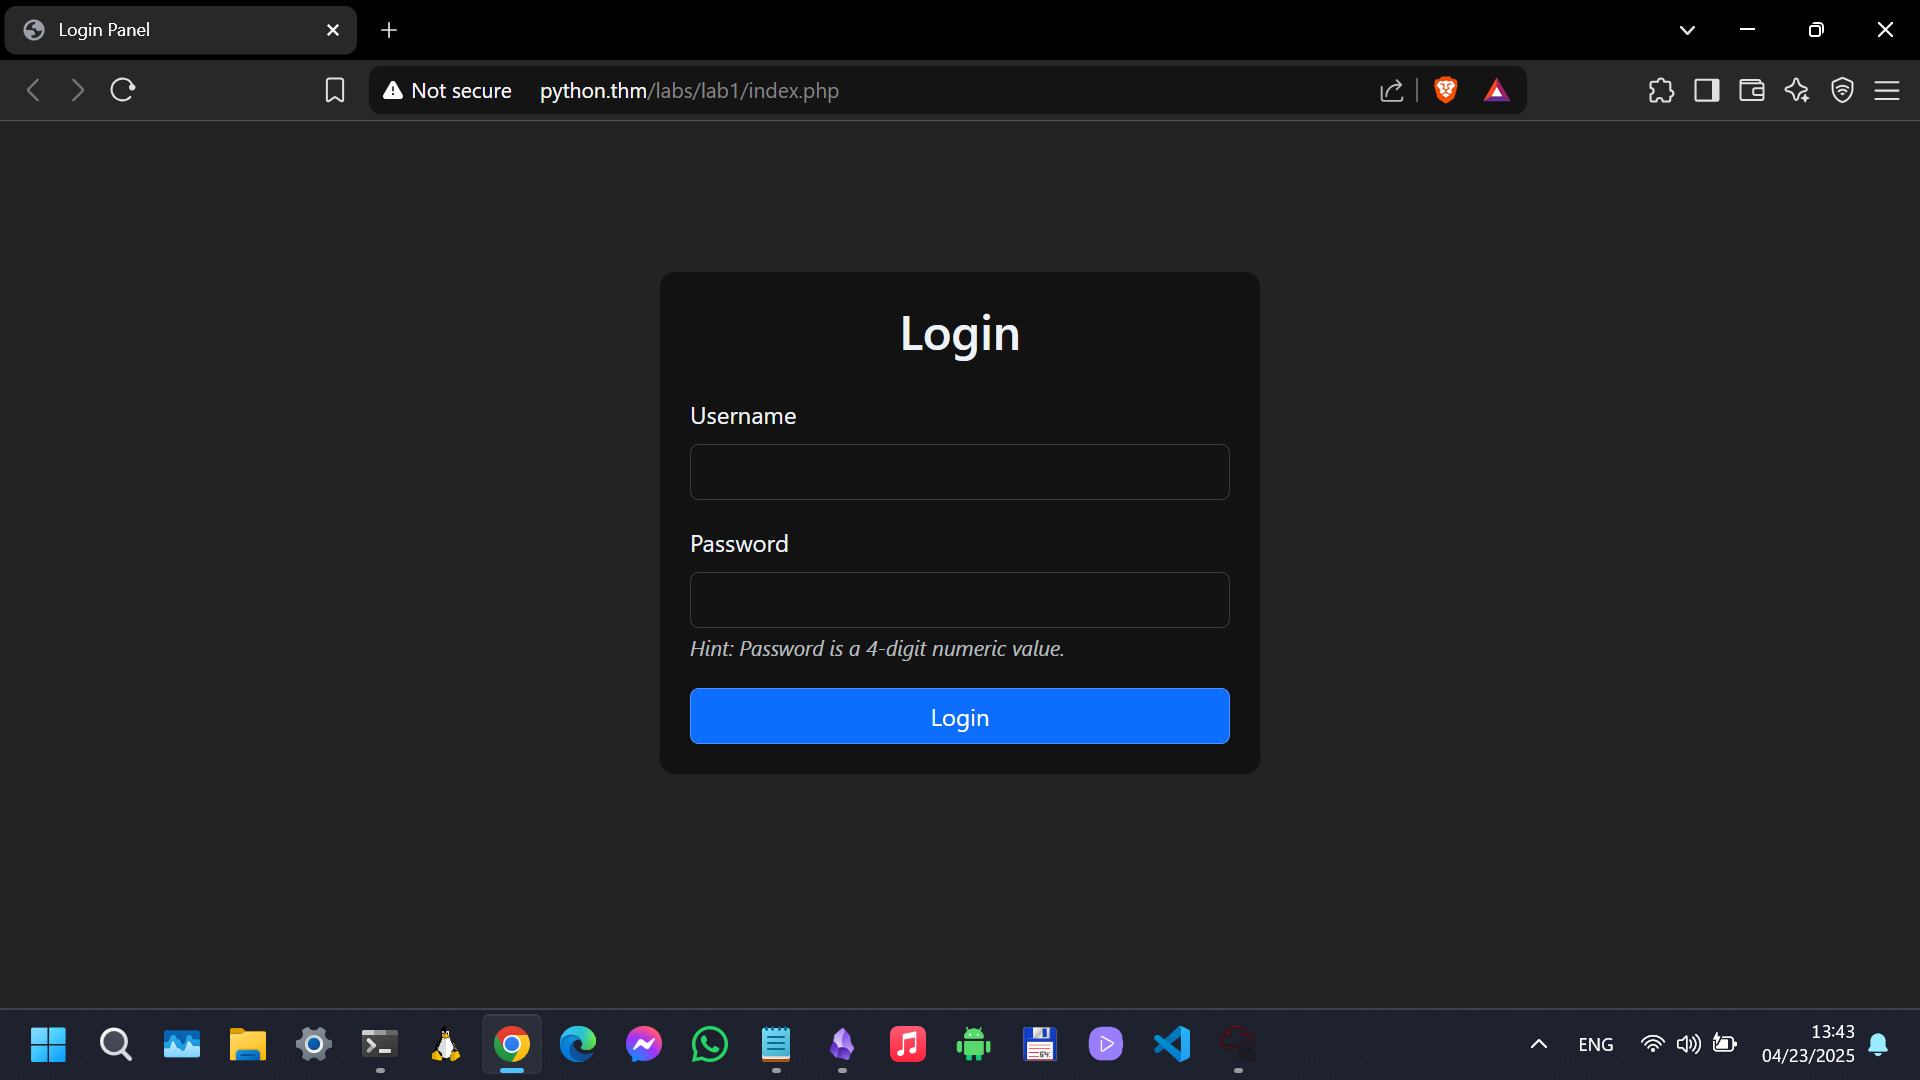 Login Panel
Not secure python.thm/labs/lab1/index.php
Login
Username
Password
Hint: Password is a 4-digit numeric value.
Login
64:
ENG
13:43
04/23/2025